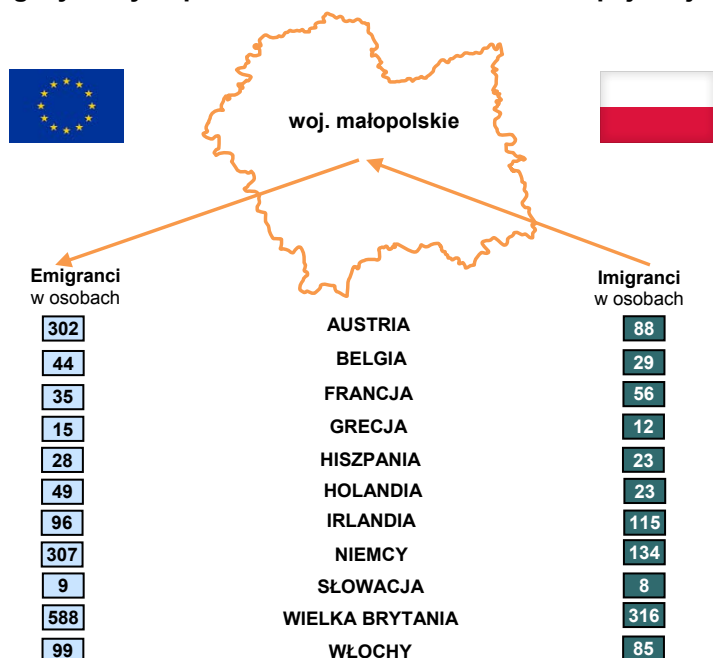 woj. małopolskie
Emigranci
w osobach
Imigranci
w osobach
302 AUSTRIA 88
44 BELGIA 29
35 FRANCJA 56
15 GRECJA 12
28 HISZPANIA 23
49 HOLANDIA 23
96 IRLANDIA 115
307 NIEMCY 134
9 SŁOWACJA 8
588 WIELKA BRYTANIA 316
99 WŁOCHY 85